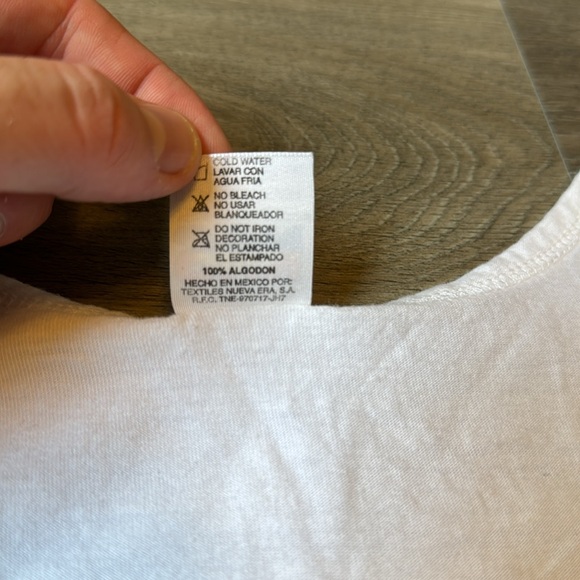 COLD WATER
LAVAR CON
AGUA FRIA
NO BLEACH
NO USAR
BLANQUEADOR
DO NOT IRON
DECORATION
NO PLANCHAR
EL ESTAMPADO
100% ALGODON
HECHO EN MEXICO POR:
TEXTILES NUEVA ERA, S.A.
R.F.C. TNE-970717-JH7